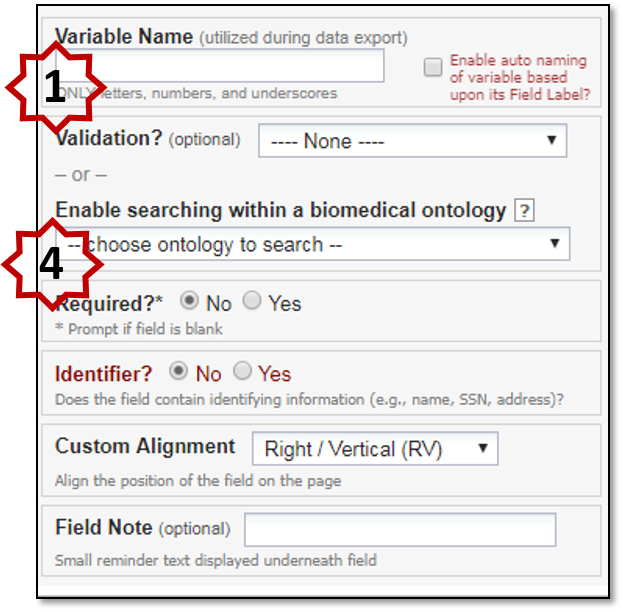 Variable Name (utilized during data export)
Enable auto naming
of variable based
upon its Field Label?
1
ONLY letters, numbers, and underscores
Validation? (optional) ---- None ----
– or –
Enable searching within a biomedical ontology ?
4
-- choose ontology to search --
Required?* No Yes
* Prompt if field is blank
Identifier? No Yes
Does the field contain identifying information (e.g., name, SSN, address)?
Custom Alignment Right / Vertical (RV)
Align the position of the field on the page
Field Note (optional)
Small reminder text displayed underneath field